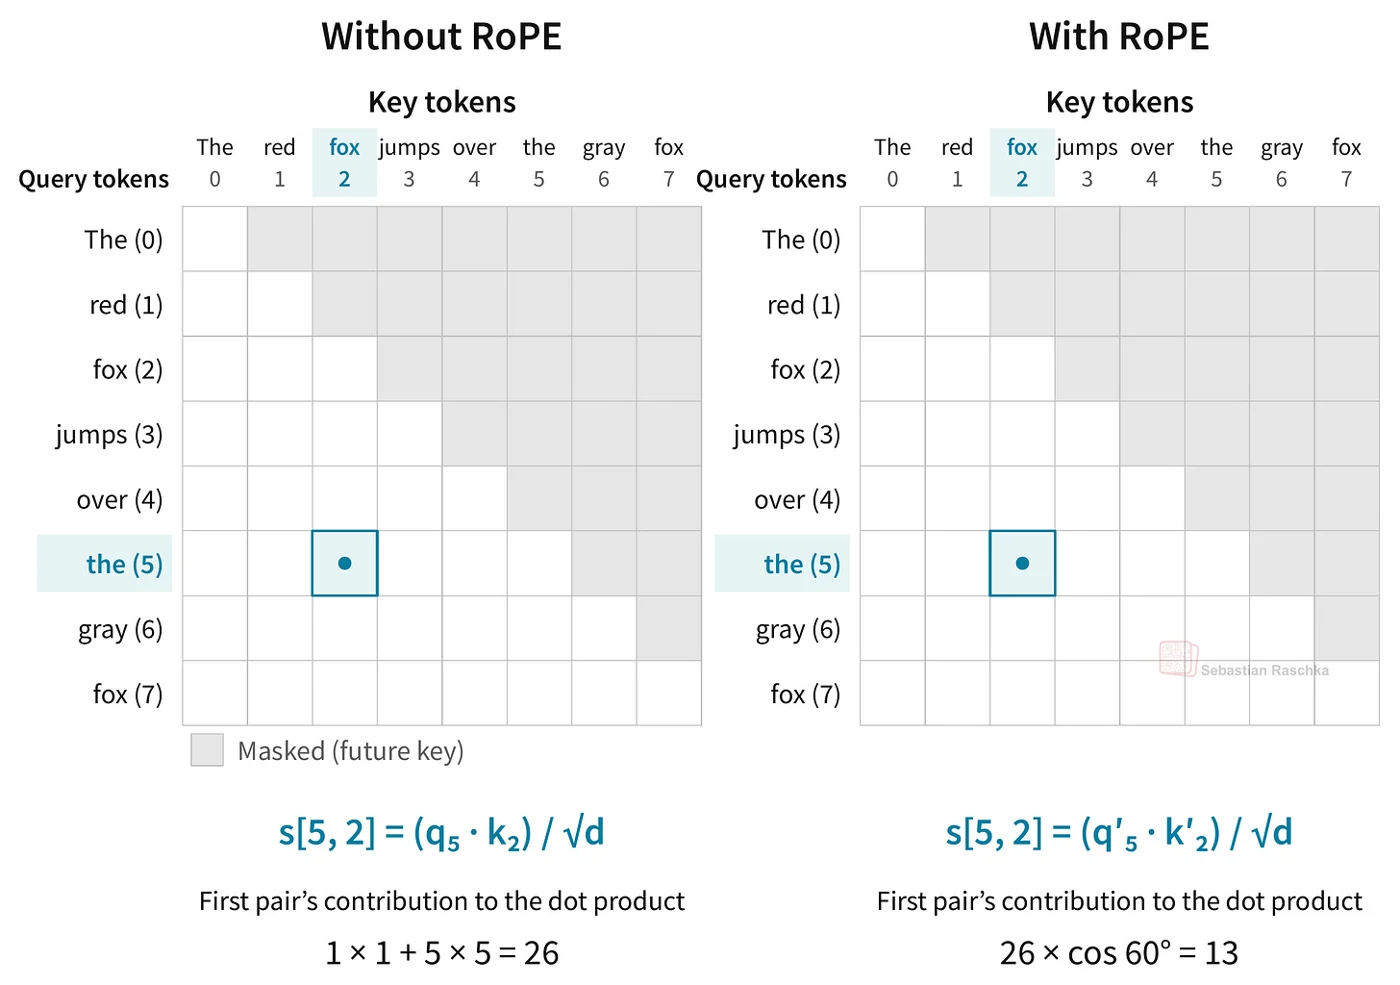 Without RoPE
Key tokens
The red fox jumps over the gray fox
Query tokens 0 1 2 3 4 5 6 7
The (0)
red (1)
fox (2)
jumps (3)
over (4)
the (5)
gray (6)
fox (7)
Masked (future key)
s[5, 2] = (q₅ · k₂) / √d
First pair’s contribution to the dot product
1 × 1 + 5 × 5 = 26
With RoPE
Key tokens
The red fox jumps over the gray fox
Query tokens 0 1 2 3 4 5 6 7
The (0)
red (1)
fox (2)
jumps (3)
over (4)
the (5)
gray (6)
Sebastian Raschka
fox (7)
s[5, 2] = (q′₅ · k′₂) / √d
First pair’s contribution to the dot product
26 × cos 60° = 13